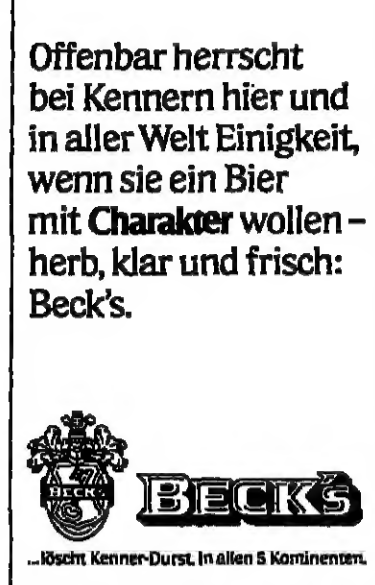 Offenbar herrscht
bei Kennern hier und
in aller Welt Einigkeit,
wenn sie ein Bier
mit Charakter wollen –
herb, klar und frisch:
Beck's.
BECK'S
BECK'S
...löscht Kenner-Durst. In allen 5 Kontinenten.